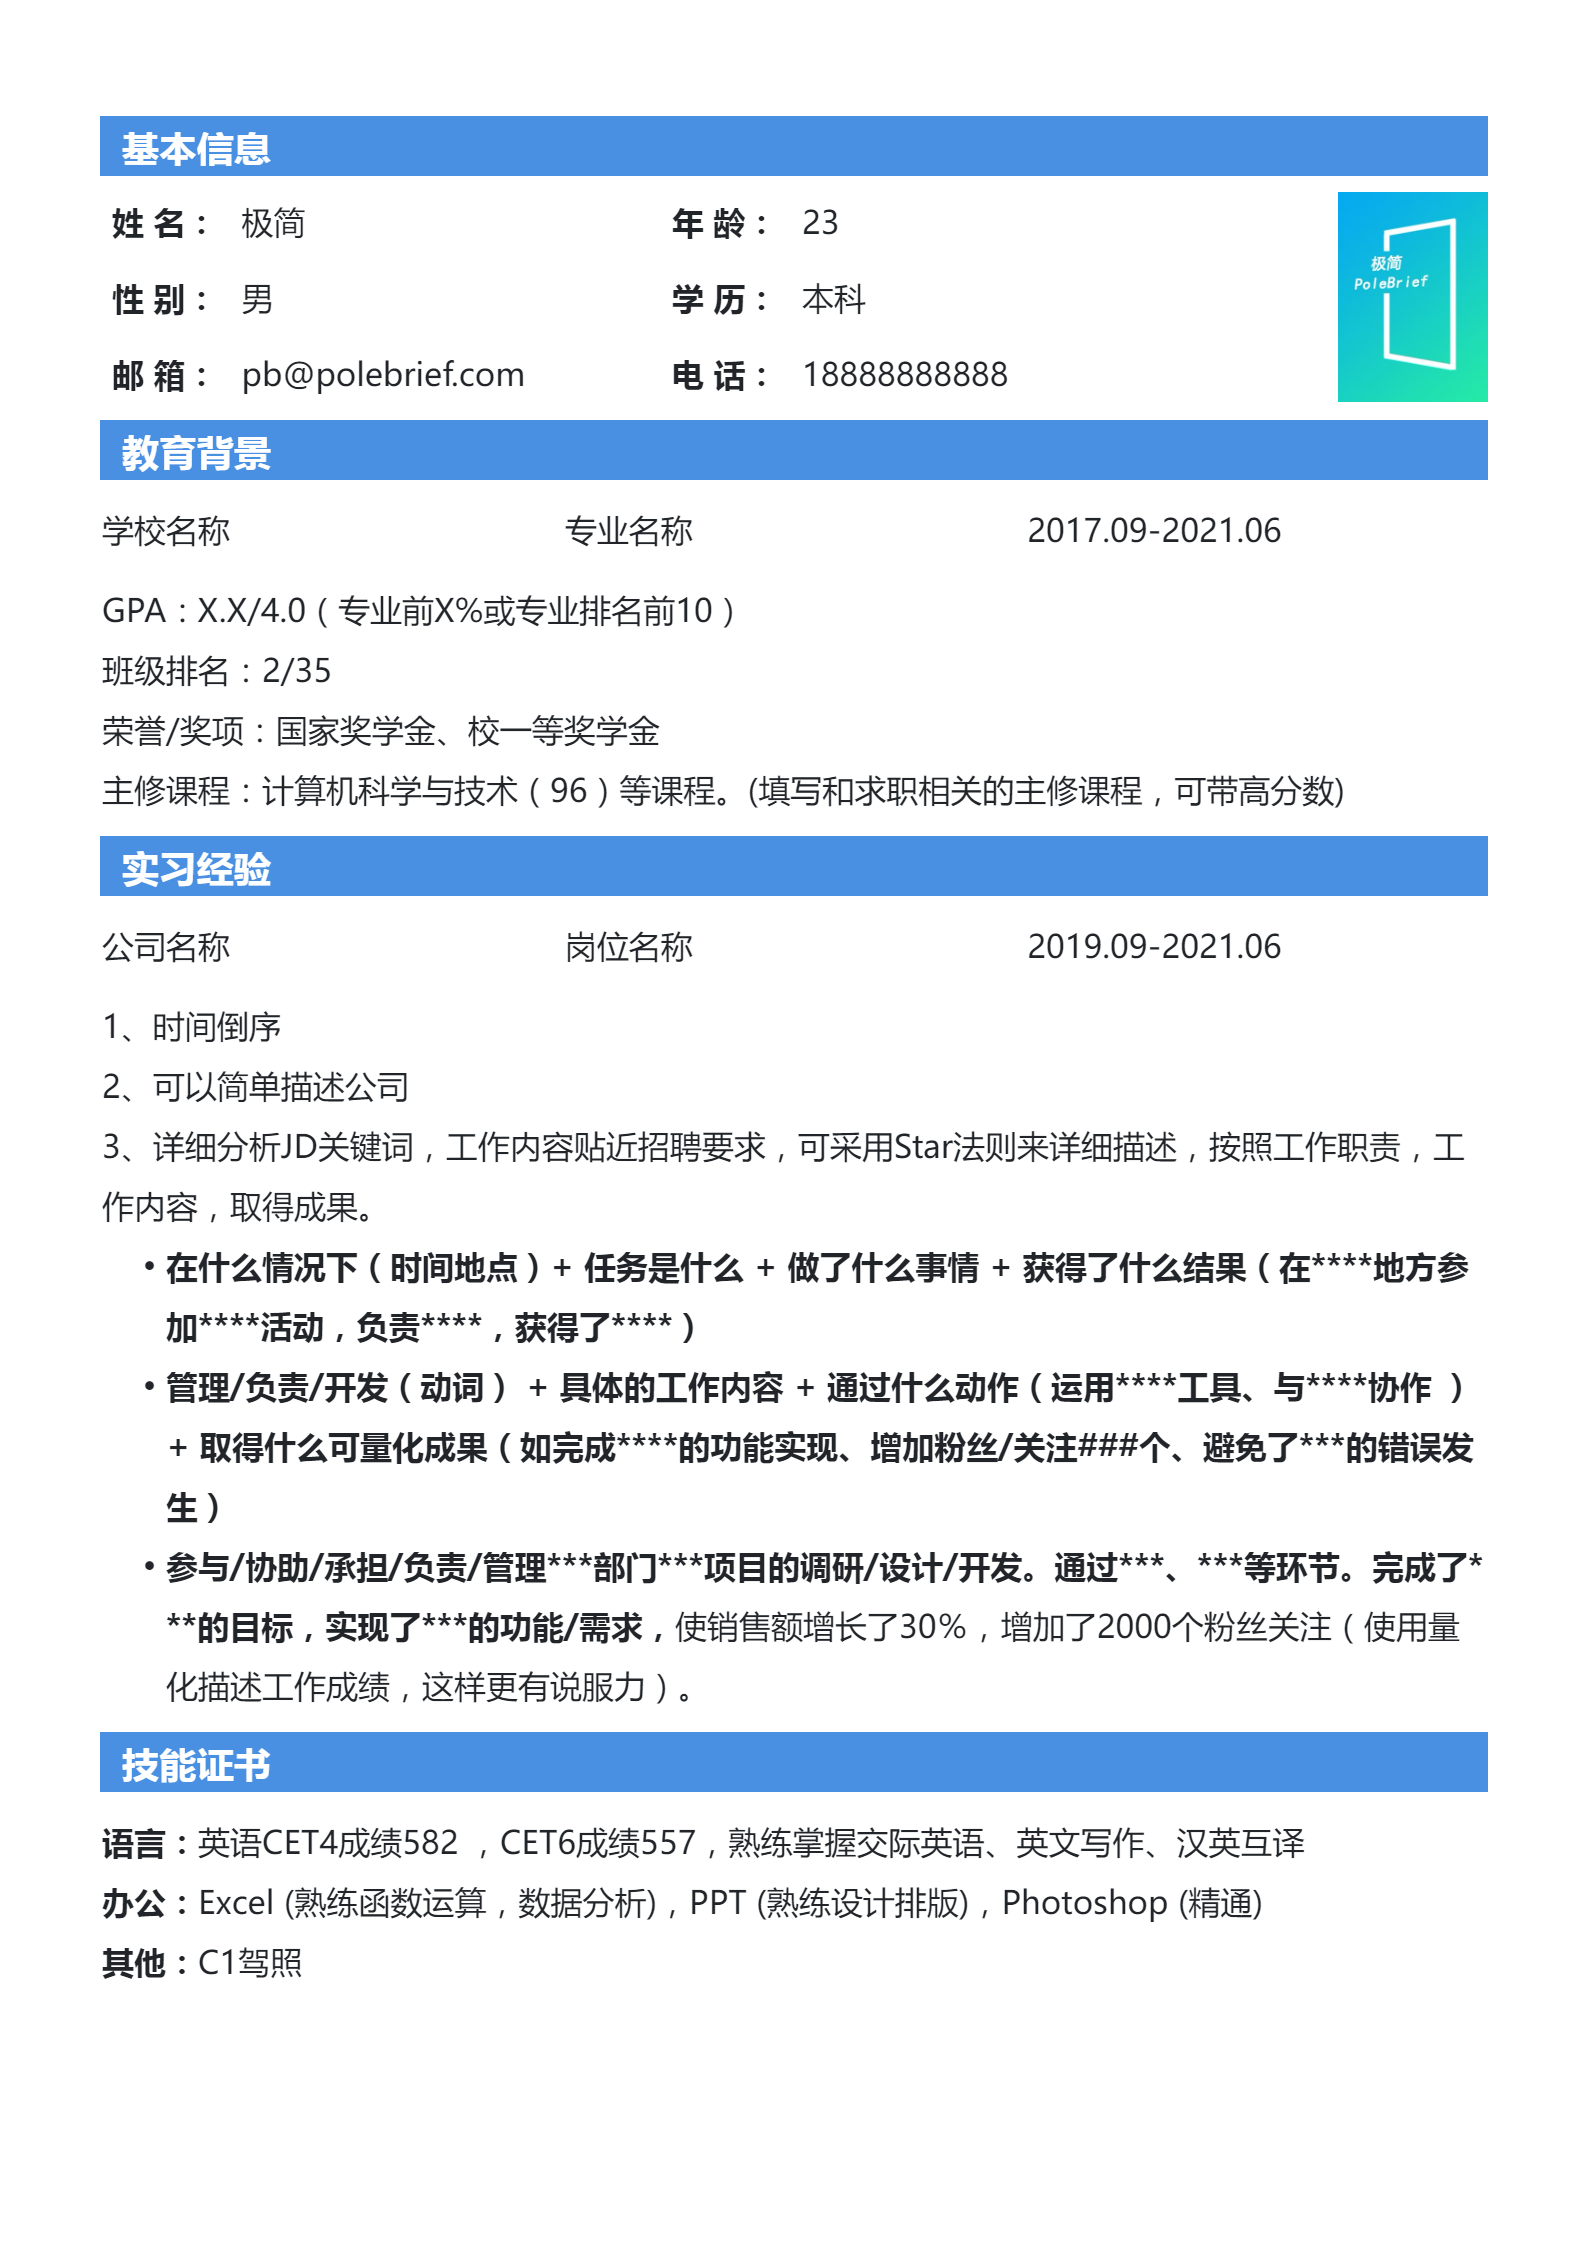 基本信息
姓 名： 极简 年 龄： 23
性 别： 男 学 历： 本科
邮 箱： pb@polebrief.com 电 话： 18888888888
极简
PoleBrief
教育背景
学校名称 专业名称 2017.09-2021.06
GPA：X.X/4.0（专业前X%或专业排名前10）
班级排名：2/35
荣誉/奖项：国家奖学金、校一等奖学金
主修课程：计算机科学与技术（96）等课程。(填写和求职相关的主修课程，可带高分数)
实习经验
公司名称 岗位名称 2019.09-2021.06
1、时间倒序
2、可以简单描述公司
3、详细分析JD关键词，工作内容贴近招聘要求，可采用Star法则来详细描述，按照工作职责，工
作内容，取得成果。
• 在什么情况下（时间地点）+ 任务是什么 + 做了什么事情 + 获得了什么结果（在****地方参
加****活动，负责****，获得了****）
• 管理/负责/开发（动词） + 具体的工作内容 + 通过什么动作（运用****工具、与****协作 ）
+ 取得什么可量化成果（如完成****的功能实现、增加粉丝/关注###个、避免了***的错误发
生）
• 参与/协助/承担/负责/管理***部门***项目的调研/设计/开发。通过***、***等环节。完成了*
**的目标，实现了***的功能/需求，使销售额增长了30%，增加了2000个粉丝关注（使用量
化描述工作成绩，这样更有说服力）。
技能证书
语言：英语CET4成绩582 ，CET6成绩557，熟练掌握交际英语、英文写作、汉英互译
办公：Excel (熟练函数运算，数据分析)，PPT (熟练设计排版)，Photoshop (精通)
其他：C1驾照